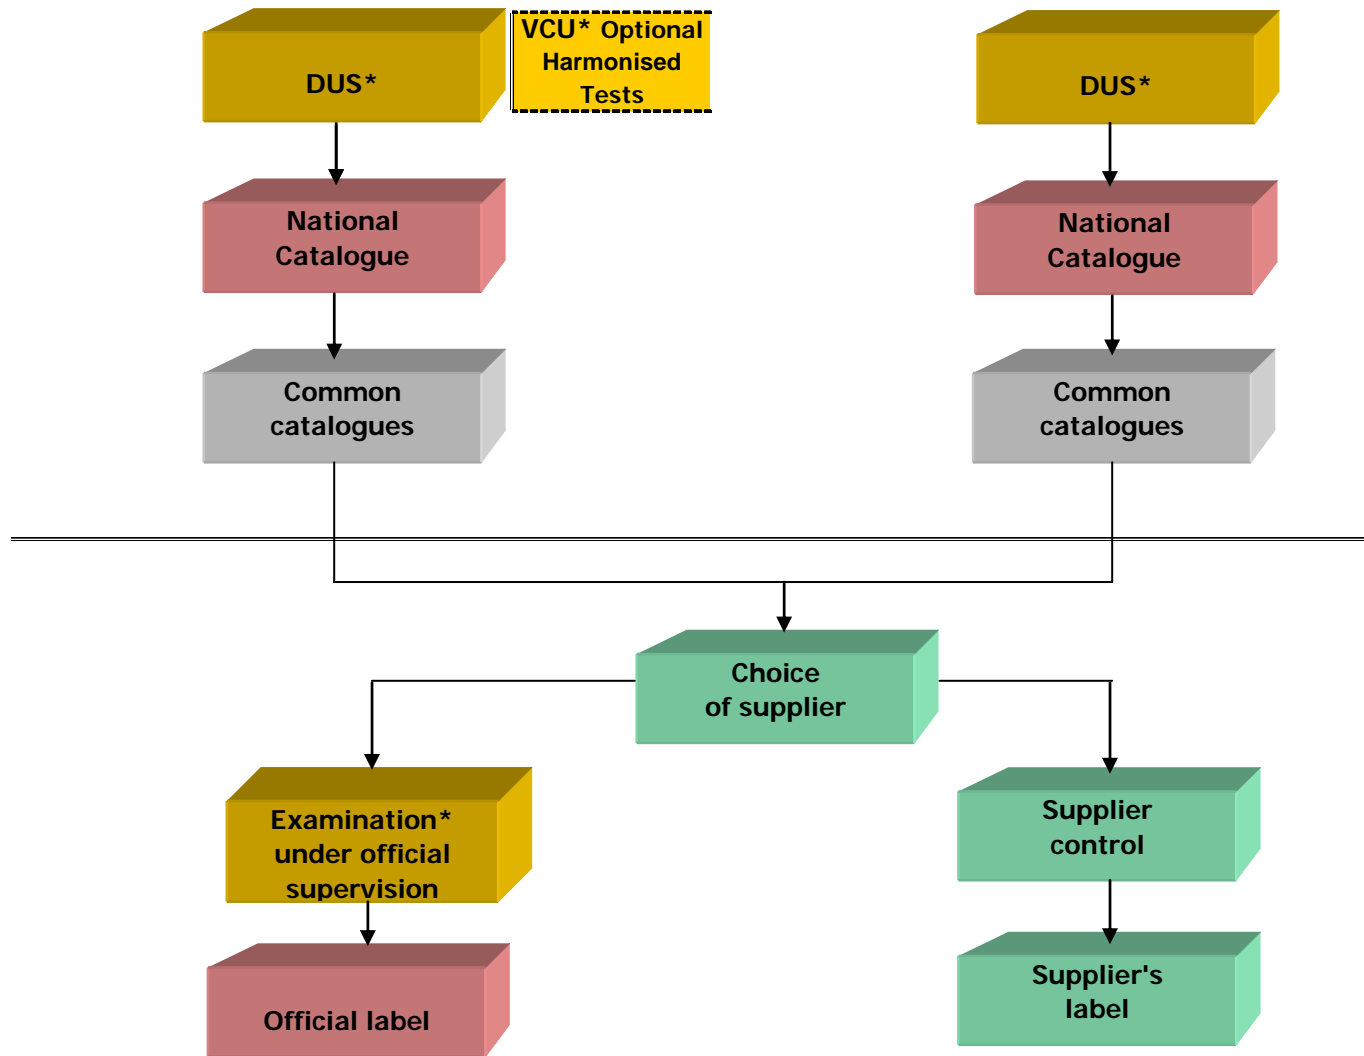 DUS*
VCU* Optional
Harmonised
Tests
DUS*
National
Catalogue
National
Catalogue
Common
catalogues
Common
catalogues
Choice
of supplier
Examination*
under official
supervision
Supplier
control
Official label
Supplier's
label